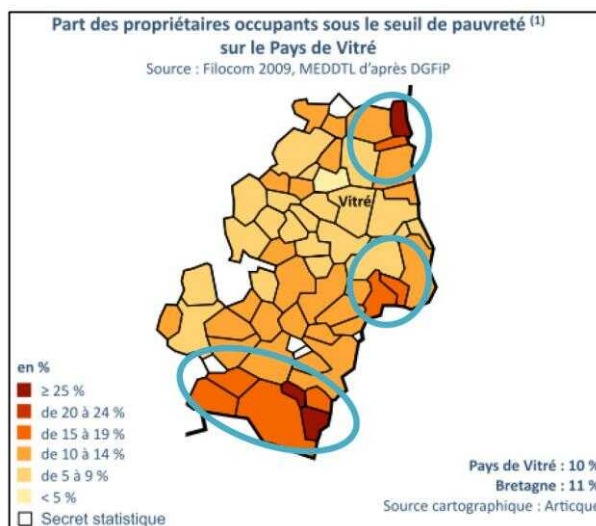 Part des propriétaires occupants sous le seuil de pauvreté (1)
sur le Pays de Vitré
Source : Filocom 2009, MEDDTL d'après DGFiP
Vitré
en %
≥ 25 %
de 20 à 24 %
de 15 à 19 %
de 10 à 14 %
de 5 à 9 %
< 5 %
Secret statistique
Pays de Vitré : 10 %
Bretagne : 11 %
Source cartographique : Articque